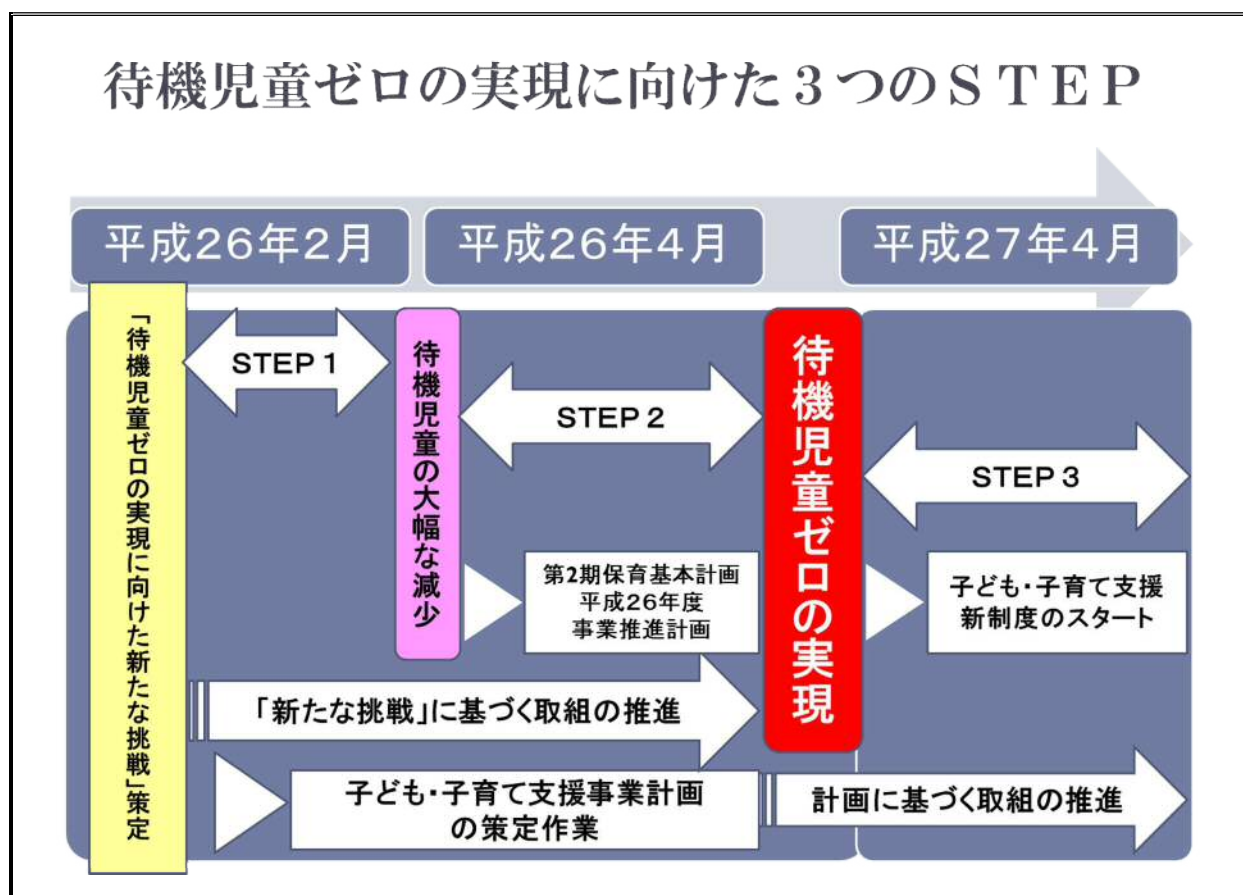 待機児童ゼロの実現に向けた３つのＳＴＥＰ
平成26年2月
平成26年4月
平成27年4月
「待機児童ゼロの実現に向けた新たな挑戦」策定
STEP１
待機児童の大幅な減少
STEP２
待機児童ゼロの実現
STEP３
第2期保育基本計画
平成26年度
事業推進計画
子ども・子育て支援
新制度のスタート
「新たな挑戦」に基づく取組の推進
子ども・子育て支援事業計画
の策定作業
計画に基づく取組の推進